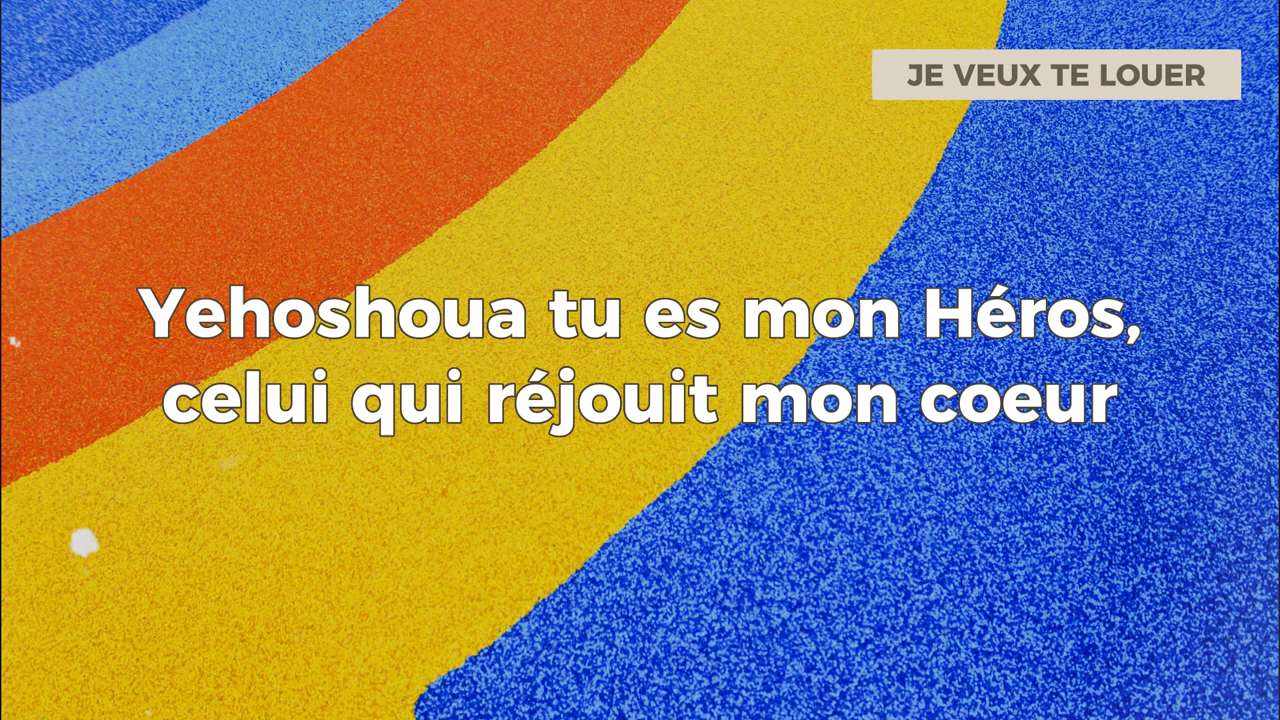 JE VEUX TE LOUER
Yehoshoua tu es mon Héros,
celui qui réjouit mon coeur